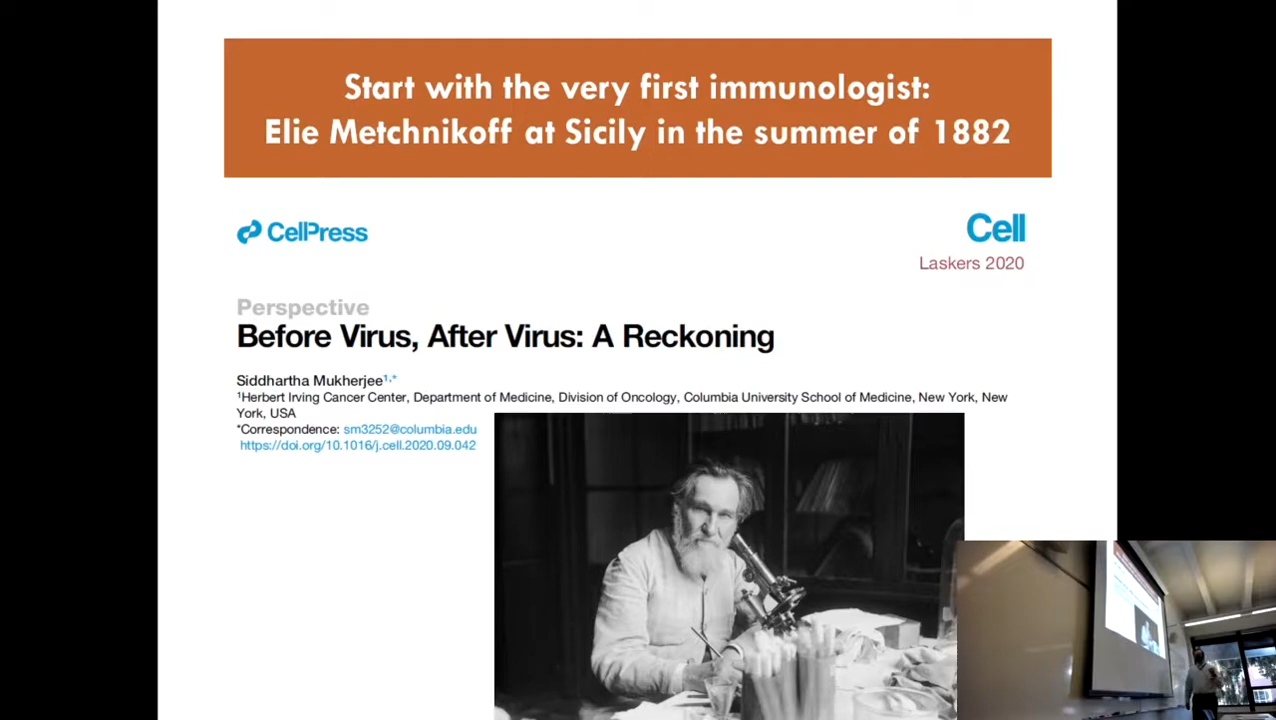 Start with the very first immunologist:
Elie Metchnikoff at Sicily in the summer of 1882
CellPress
Cell
Laskers 2020
Perspective
Before Virus, After Virus: A Reckoning
Siddhartha Mukherjee1,*
1Herbert Irving Cancer Center, Department of Medicine, Division of Oncology, Columbia University School of Medicine, New York, New
York, USA
*Correspondence: sm3252@columbia.edu
https://doi.org/10.1016/j.cell.2020.09.042